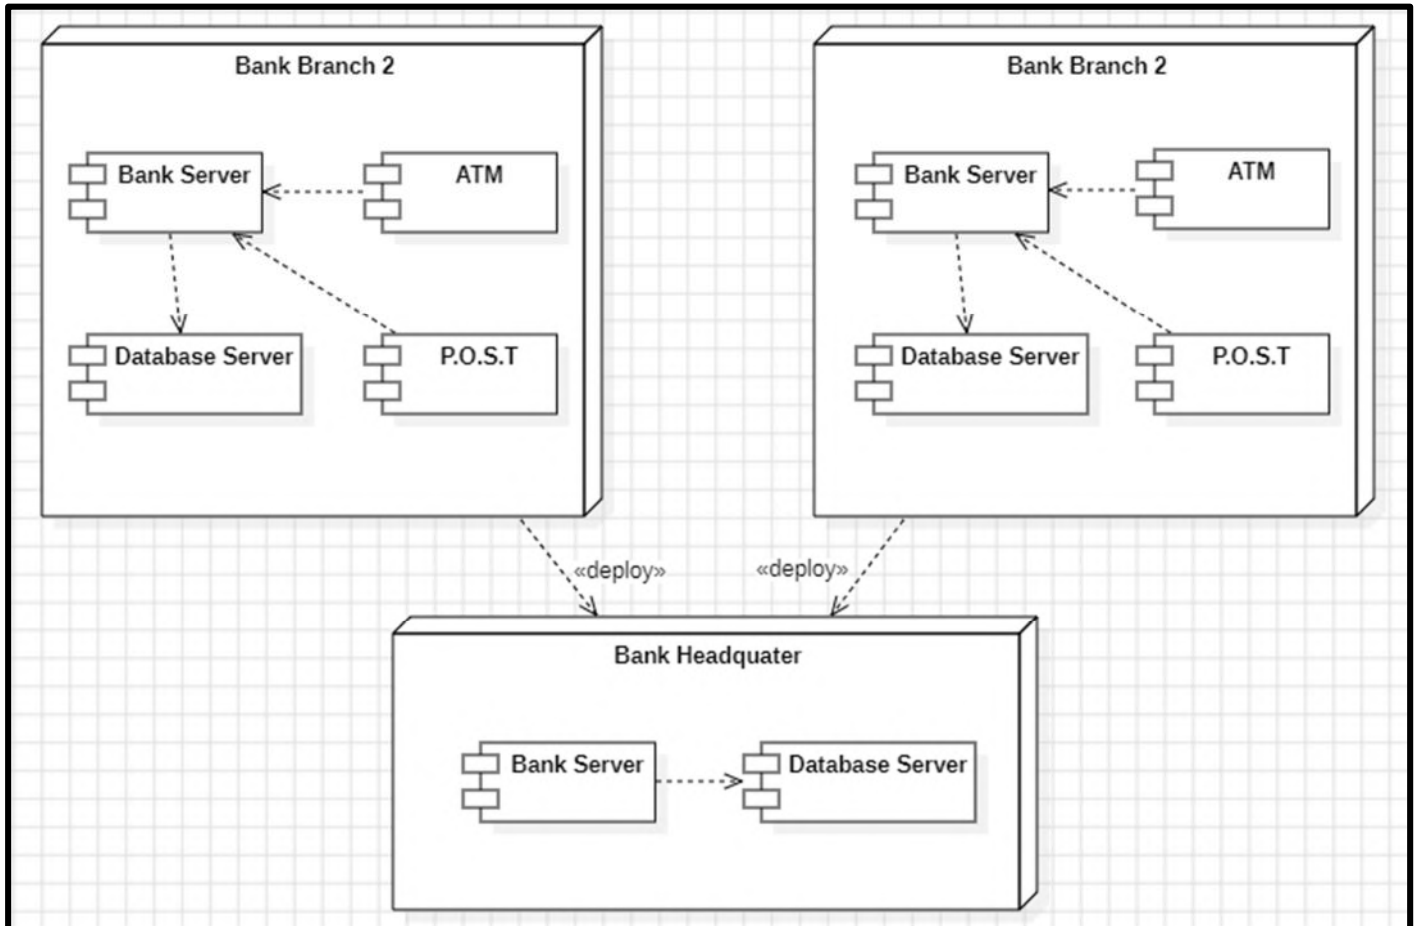 Bank Branch 2
Bank Server
ATM
Database Server
P.O.S.T
Bank Branch 2
Bank Server
ATM
Database Server
P.O.S.T
«deploy»
«deploy»
Bank Headquater
Bank Server
Database Server